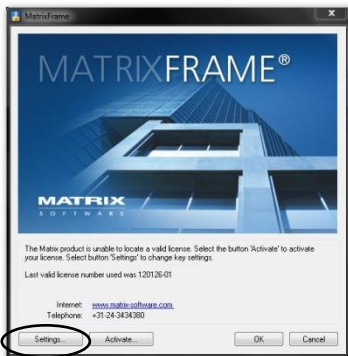 MatrixFrame
MATRIXFRAME®
MATRIX
SOFTWARE
The Matrix product is unable to locate a valid license. Select the button 'Activate' to activate
your license. Select button 'Settings' to change key settings.
Last valid license number used was 120126-01
Internet: www.matrix-software.com
Telephone: +31-24-3434380
Settings... Activate... OK Cancel